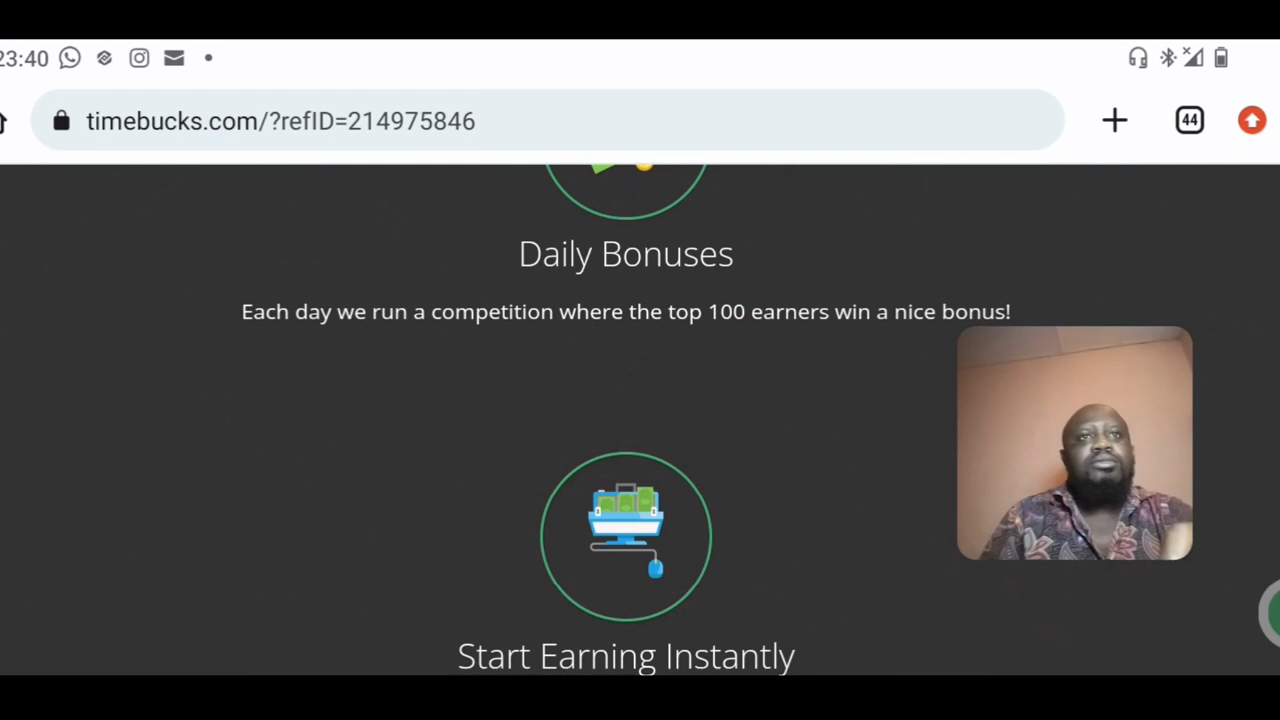 23:40
timebucks.com/?refID=214975846
44
Daily Bonuses
Each day we run a competition where the top 100 earners win a nice bonus!
Start Earning Instantly